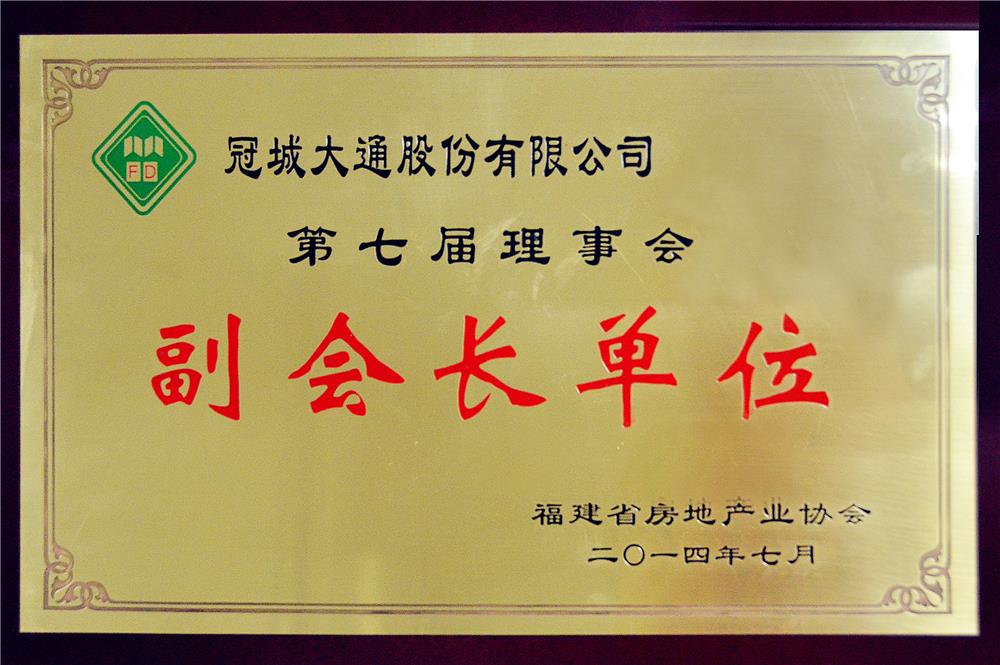 FD
冠城大通股份有限公司
第七届理事会
副会长单位
福建省房地产业协会
二〇一四年七月